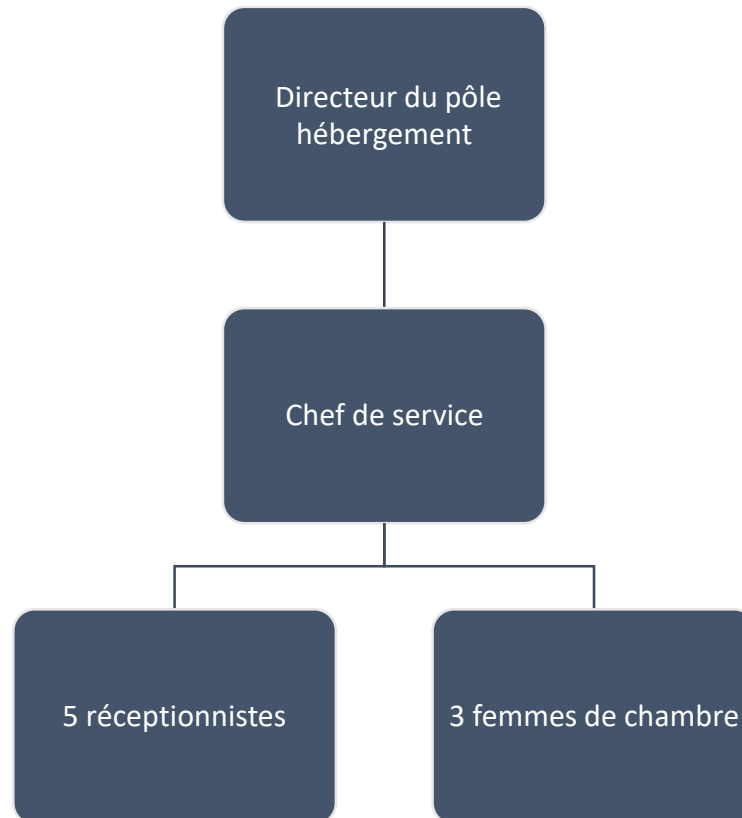 Directeur du pôle
hébergement
Chef de service
5 réceptionnistes
3 femmes de chambre